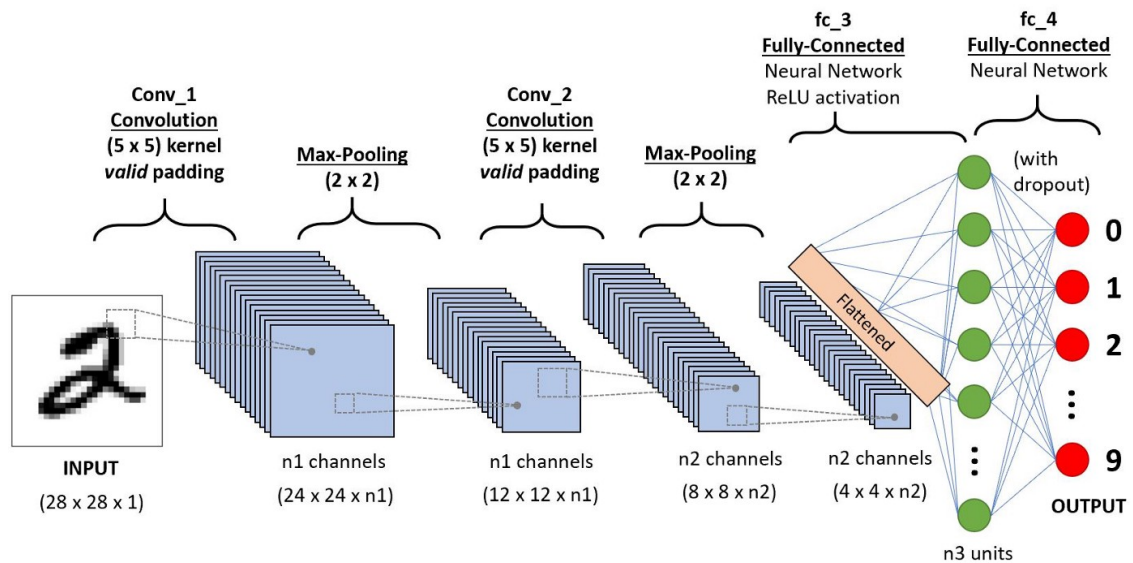 Conv_1
Convolution
(5 x 5) kernel
valid padding
Max-Pooling
(2 x 2)
Conv_2
Convolution
(5 x 5) kernel
valid padding
Max-Pooling
(2 x 2)
fc_3
Fully-Connected
Neural Network
ReLU activation
fc_4
Fully-Connected
Neural Network
(with
dropout)
2
INPUT
(28 x 28 x 1)
n1 channels
(24 x 24 x n1)
n1 channels
(12 x 12 x n1)
n2 channels
(8 x 8 x n2)
n2 channels
(4 x 4 x n2)
Flattened
n3 units
0
1
2
9
OUTPUT